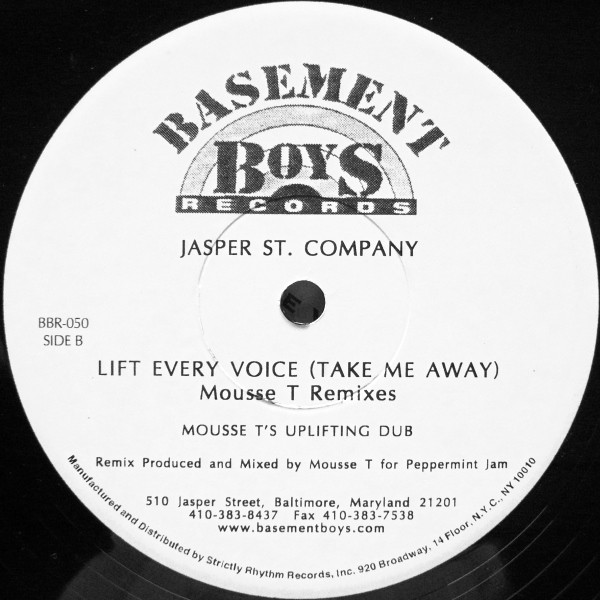 BASEMENT
BOYS
RECORDS
JASPER ST. COMPANY
BBR-050
SIDE B
LIFT EVERY VOICE (TAKE ME AWAY)
Mousse T Remixes
MOUSSE T'S UPLIFTING DUB
Remix Produced and Mixed by Mousse T for Peppermint Jam
510 Jasper Street, Baltimore, Maryland 21201
410-383-8437 Fax 410-383-7538
www.basementboys.com
Manufactured and Distributed by Strictly Rhythm Records, Inc. 920 Broadway, 14 Floor, N.Y.C., NY 10010